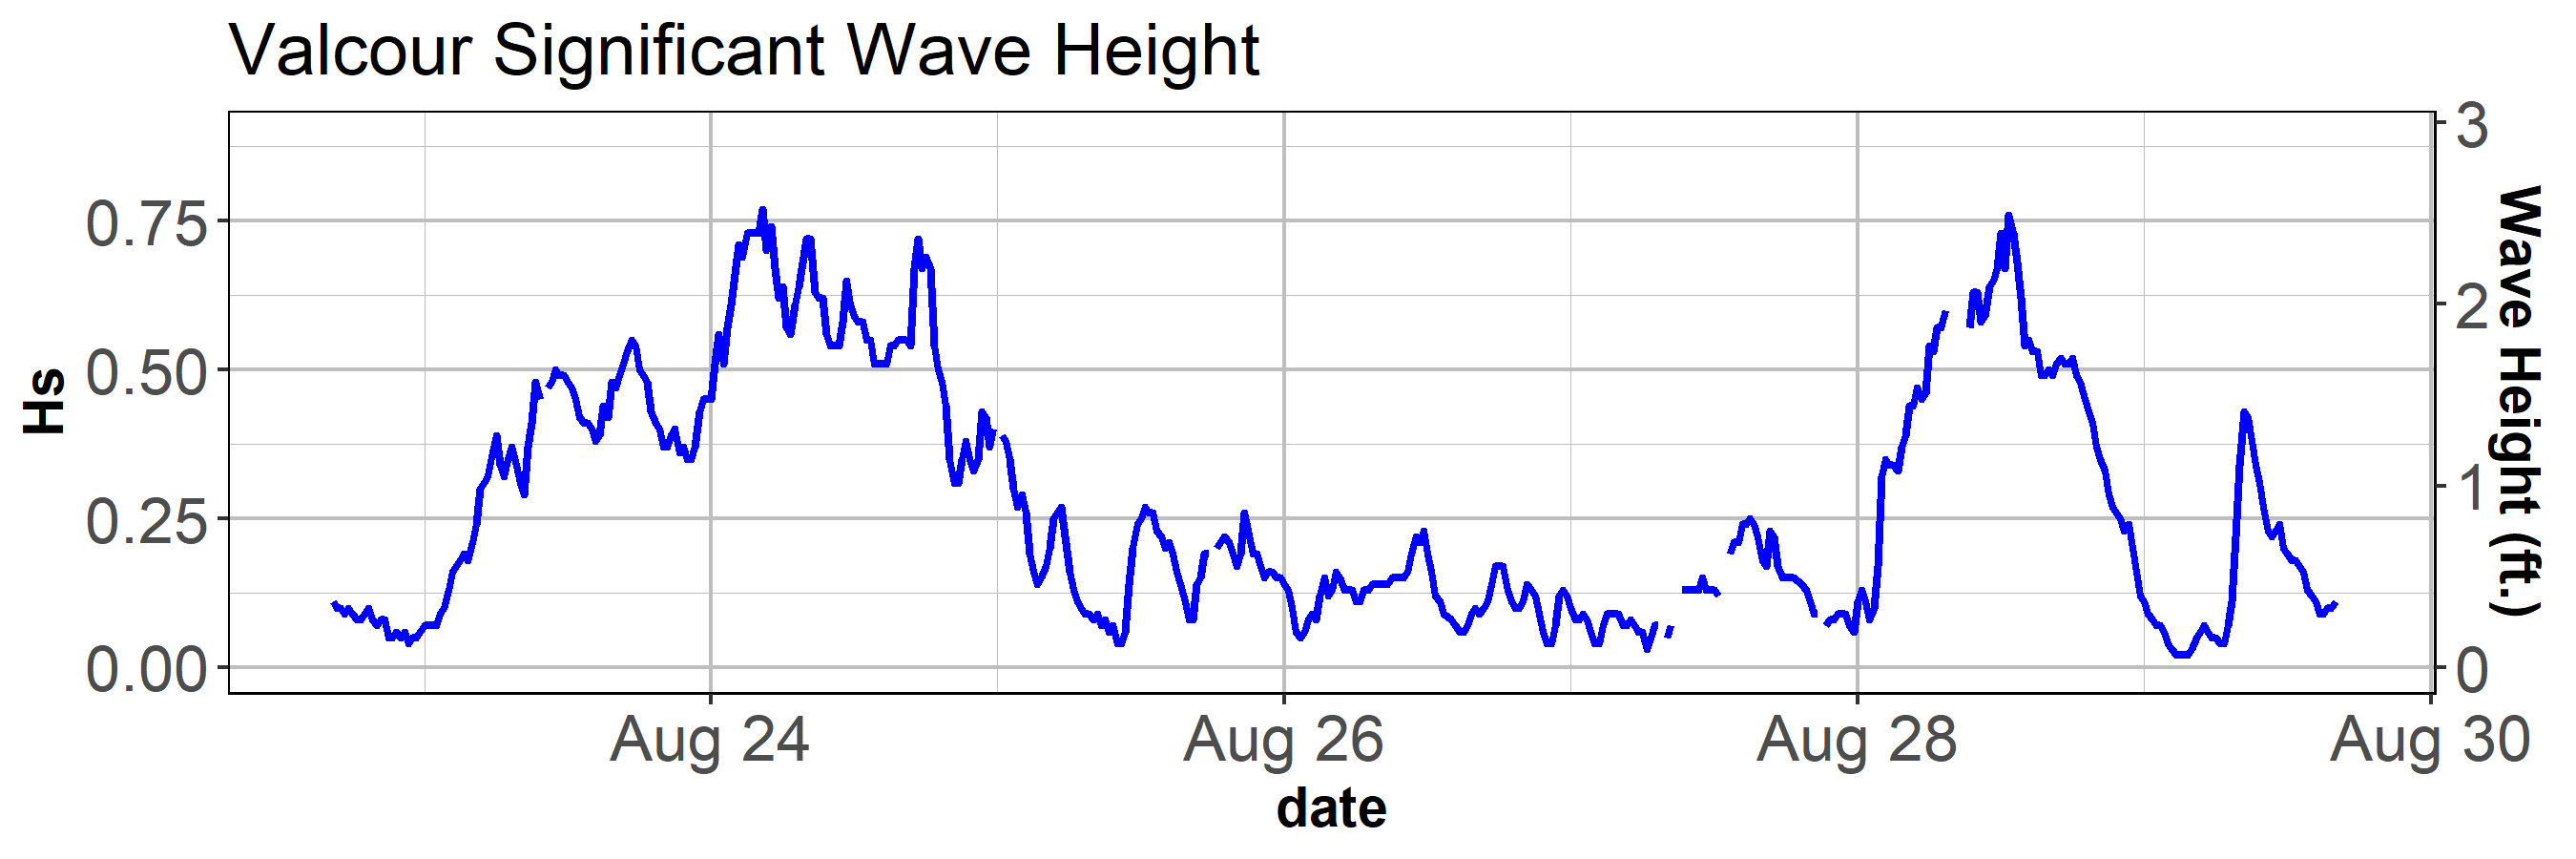 Valcour Significant Wave Height
Hs
0.75
0.50
0.25
0.00
3
2
1
0
Wave Height (ft.)
Aug 24
Aug 26
Aug 28
Aug 30
date